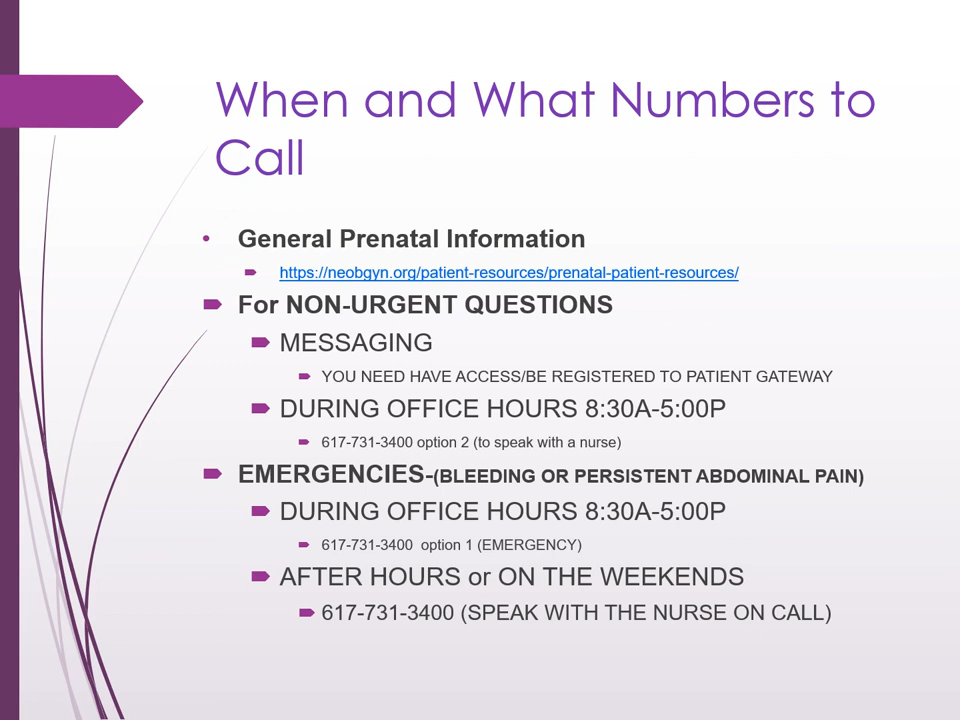 When and What Numbers to
Call
General Prenatal Information
https://neobgyn.org/patient-resources/prenatal-patient-resources/
For NON-URGENT QUESTIONS
MESSAGING
YOU NEED HAVE ACCESS/BE REGISTERED TO PATIENT GATEWAY
DURING OFFICE HOURS 8:30A-5:00P
617-731-3400 option 2 (to speak with a nurse)
EMERGENCIES-(BLEEDING OR PERSISTENT ABDOMINAL PAIN)
DURING OFFICE HOURS 8:30A-5:00P
617-731-3400 option 1 (EMERGENCY)
AFTER HOURS or ON THE WEEKENDS
617-731-3400 (SPEAK WITH THE NURSE ON CALL)